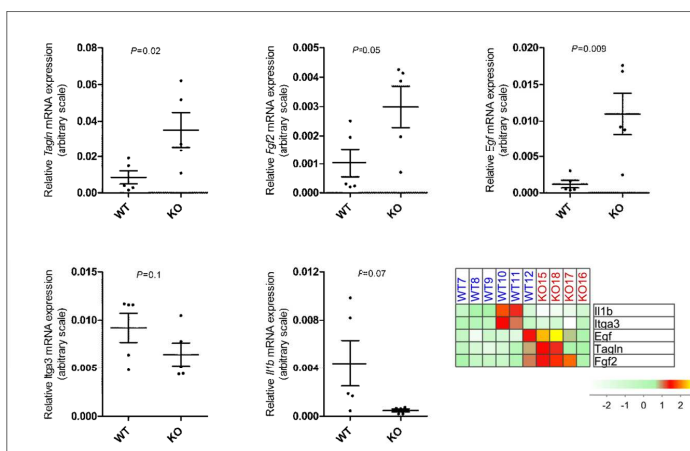 Relative Tagln mRNA expression
(arbitrary scale)
0.08
0.06
0.04
0.02
0.00
P=0.02
WT
KO
Relative Fgf2 mRNA expression
(arbitrary scale)
0.005
0.004
0.003
0.002
0.001
0.000
P=0.05
WT
KO
Relative Egf mRNA expression
(arbitrary scale)
0.020
0.015
0.010
0.005
0.000
P=0.009
WT
KO
Relative Itga3 mRNA expression
(arbitrary scale)
0.015
0.010
0.005
0.000
P=0.1
WT
KO
Relative Il1b mRNA expression
(arbitrary scale)
0.012
0.008
0.004
0.000
P=0.07
WT
KO
WT7
WT8
WT9
WT10
WT11
WT12
KO15
KO18
KO17
KO16
Il1b
Itga3
Egf
Tagln
Fgf2
-2
-1
0
1
2